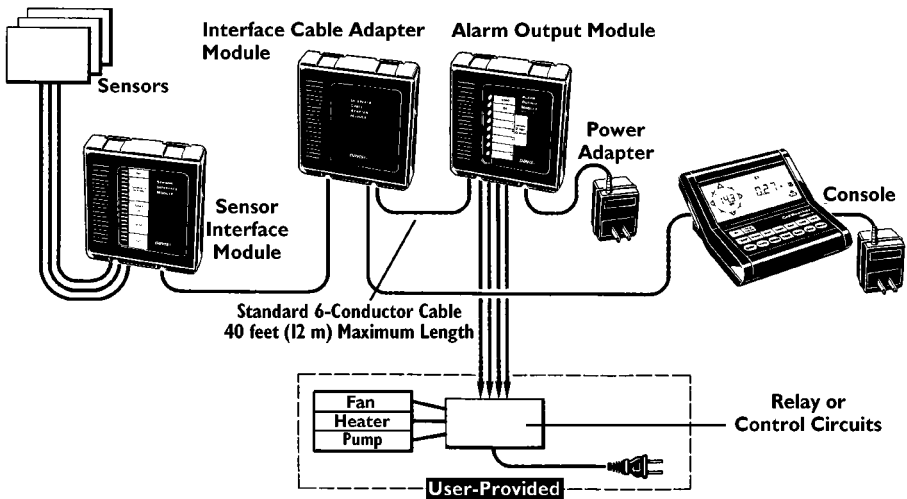 Interface Cable Adapter
Module
Alarm Output Module
Sensors
Power
Adapter
Console
Sensor
Interface
Module
Standard 6-Conductor Cable
40 feet (12 m) Maximum Length
Fan
Heater
Pump
Relay or
Control Circuits
User-Provided